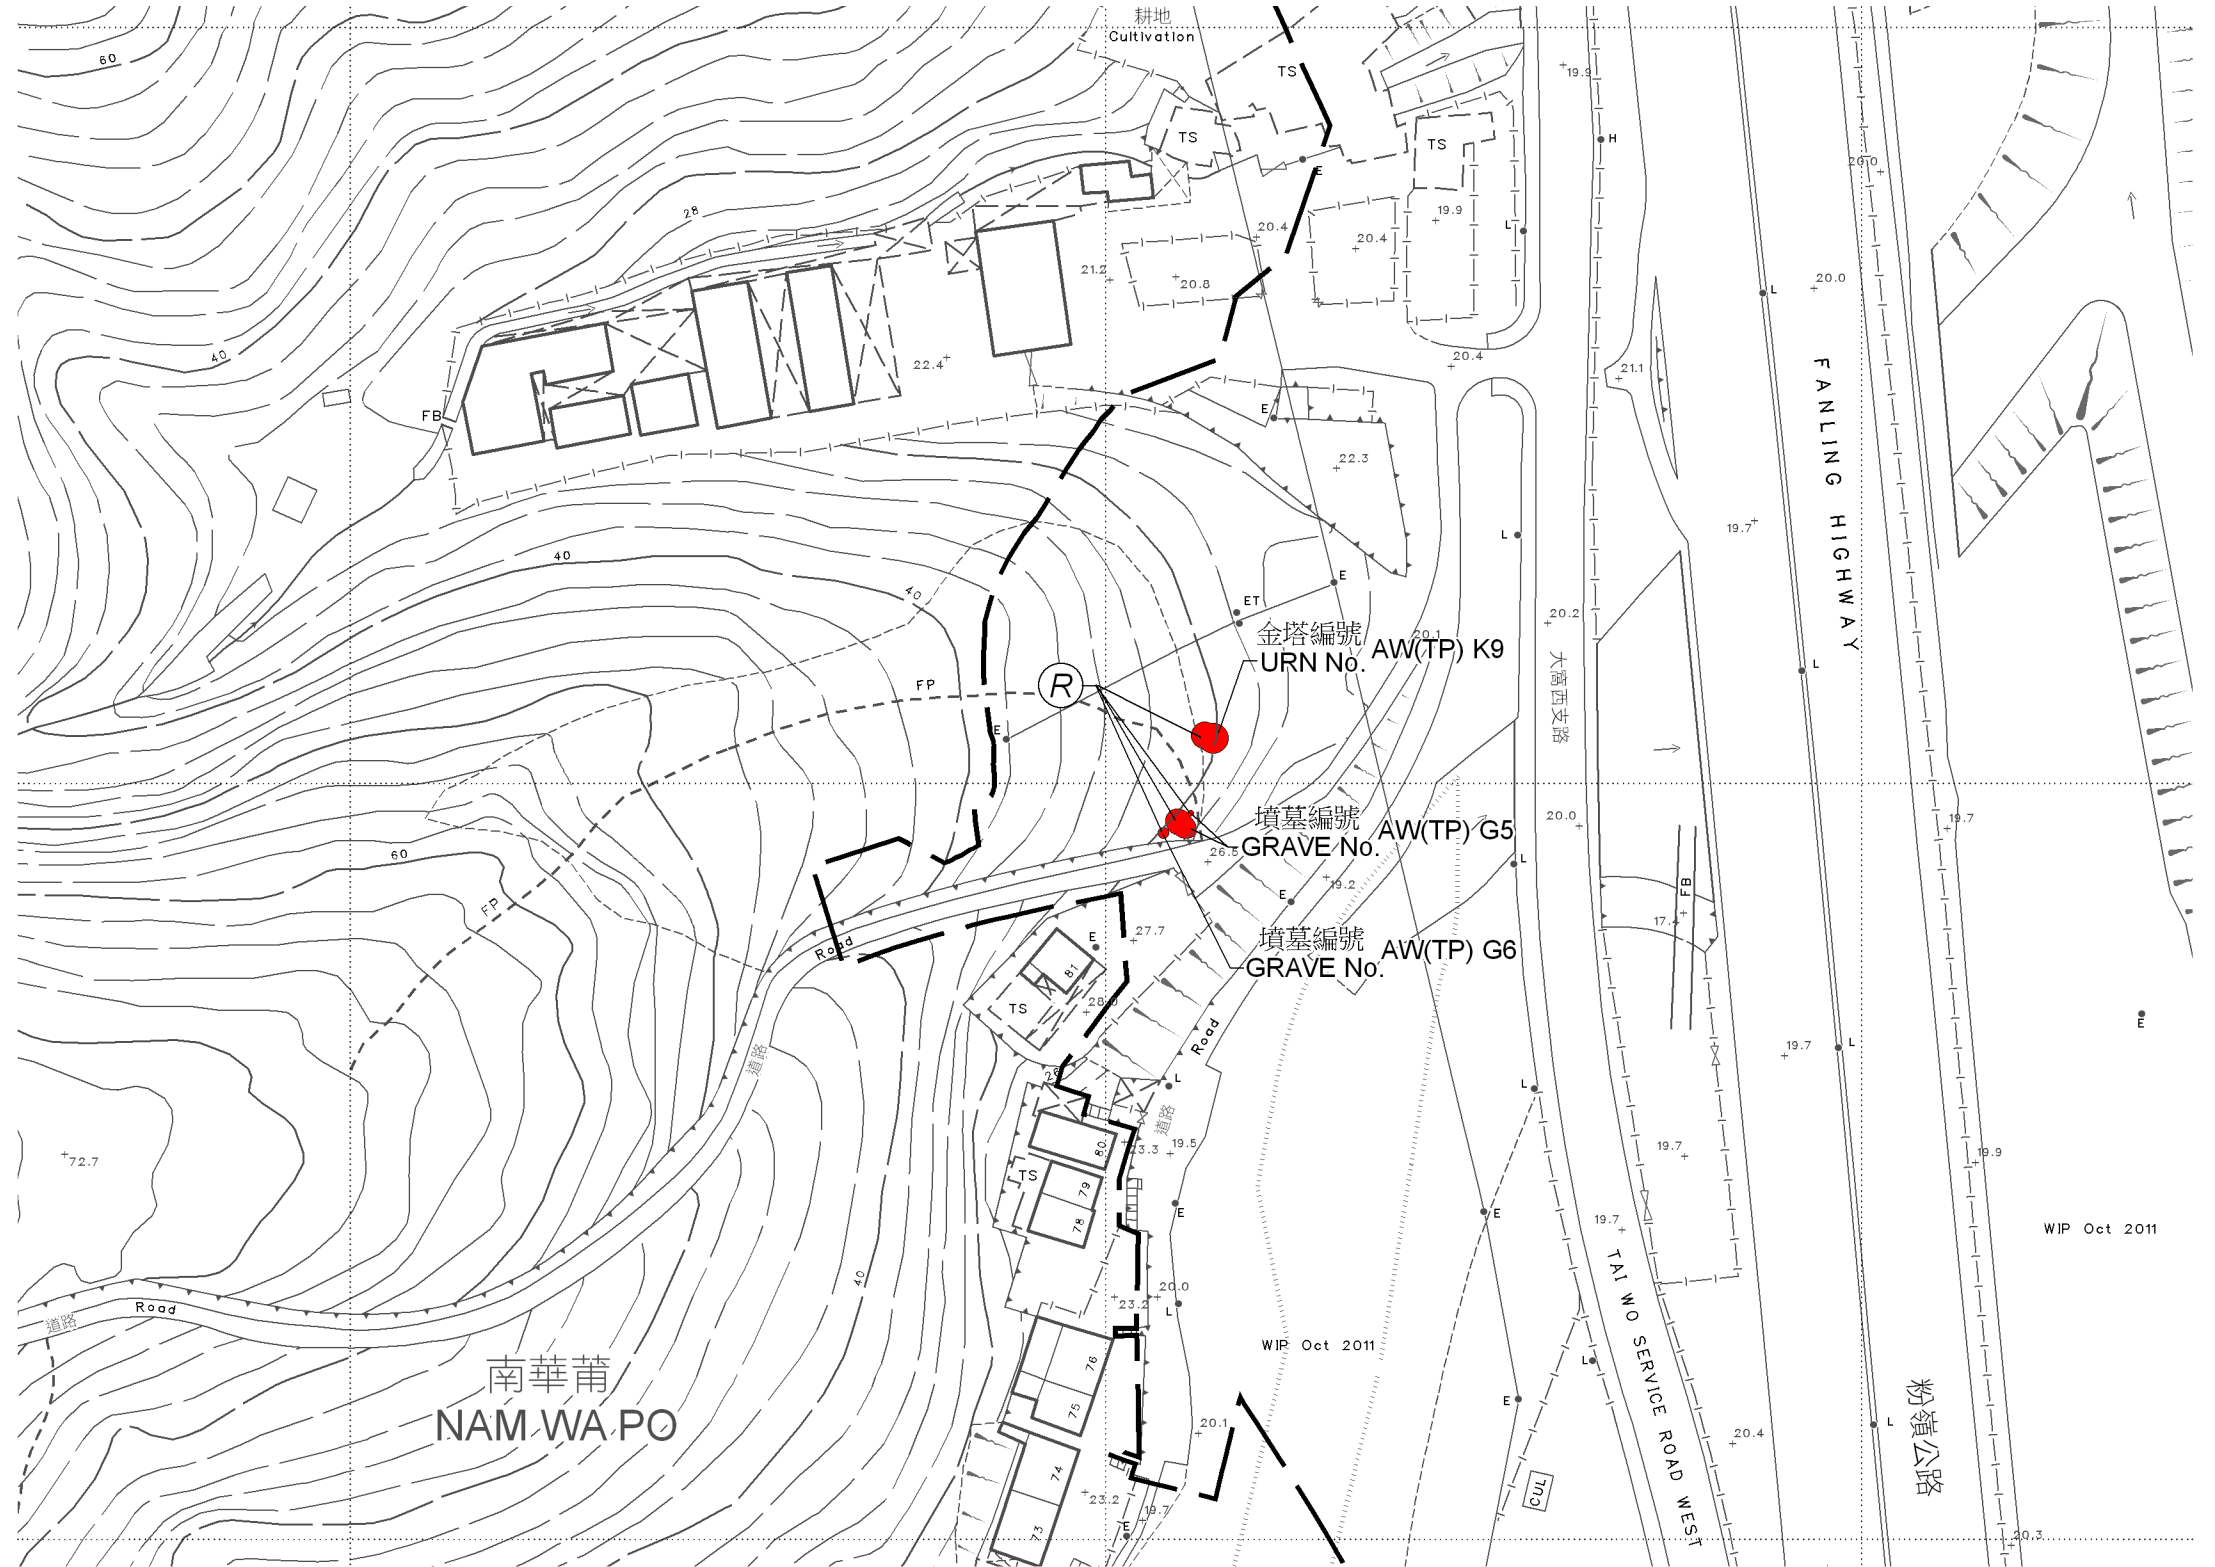 耕地
Cultivation
60
TS
19.9
TS
TS
H
20.0
E
28
19.9
20.4
20.4
L
21.2
20.8
L
20.0
40
22.4
20.4
21.1
FB
E
22.3
FANLING HIGHWAY
L
19.7
40
40
E
ET
20.2
金塔編號
URN No. AW(TP) K9
20.1
大窩西支路
FP
R
E
L
墳墓編號
GRAVE No. AW(TP) G5
20.0
19.7
26.5
60
L
19.2
FB
FP
E
17.4
Road
墳墓編號
GRAVE No. AW(TP) G6
E
27.7
81
TS
28.0
E
Road
道路
26
L
19.7
L
L
道路
80
23.3
19.5
19.7
19.9
72.7
TS
79
78
E
E
19.7
WIP Oct 2011
40
20.0
23.2
L
Road
道路
WIP Oct 2011
TAI WO SERVICE ROAD WEST
L
76
75
南華莆
NAM WA PO
E
20.1
20.4
L
粉嶺公路
74
CUL
23.2
19.7
73
E
20.3